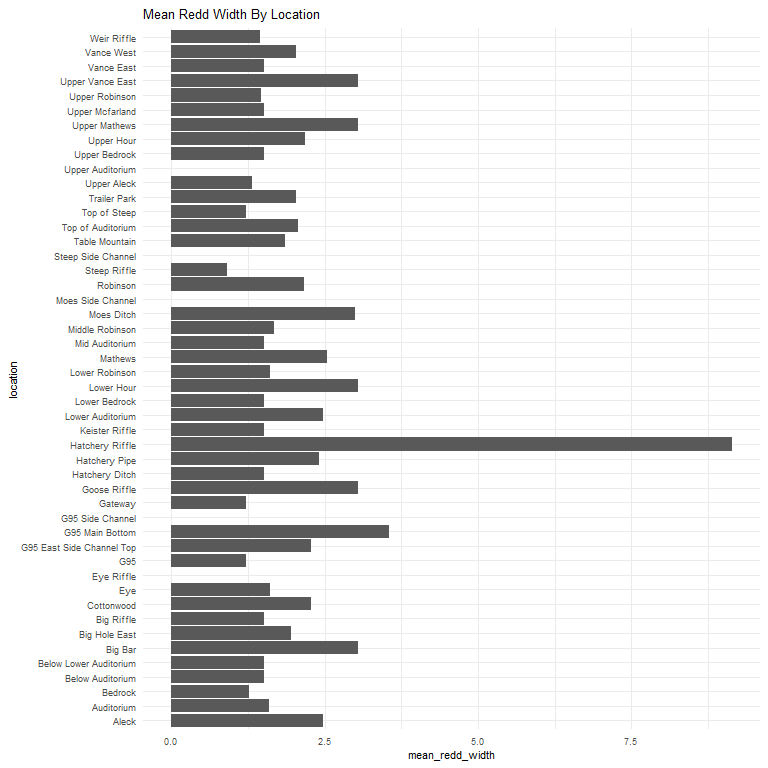 Mean Redd Width By Location
Weir Riffle
Vance West
Vance East
Upper Vance East
Upper Robinson
Upper Mcfarland
Upper Mathews
Upper Hour
Upper Bedrock
Upper Auditorium
Upper Aleck
Trailer Park
Top of Steep
Top of Auditorium
Table Mountain
Steep Side Channel
Steep Riffle
Robinson
Moes Side Channel
Moes Ditch
Middle Robinson
Mid Auditorium
Mathews
Lower Robinson
Lower Hour
Lower Bedrock
Lower Auditorium
Keister Riffle
Hatchery Riffle
Hatchery Pipe
Hatchery Ditch
Goose Riffle
Gateway
G95 Side Channel
G95 Main Bottom
G95 East Side Channel Top
G95
Eye Riffle
Eye
Cottonwood
Big Riffle
Big Hole East
Big Bar
Below Lower Auditorium
Below Auditorium
Bedrock
Auditorium
Aleck
location
0.0 2.5 5.0 7.5
mean_redd_width